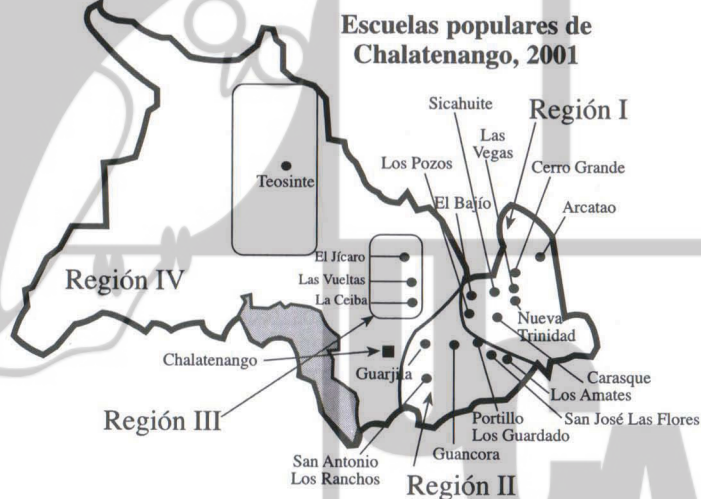 Escuelas populares de
Chalatenango, 2001
Sicahuite
Región I
Las
Vegas
Los Pozos
Cerro Grande
El Bajío
Arcatao
Teosinte
El Jícaro
Región IV
Las Vueltas
La Ceiba
Nueva
Trinidad
Chalatenango
Guarjila
Carasque
Los Amates
Región III
Portillo
Los Guardado
San José Las Flores
Guancora
San Antonio
Los Ranchos
Región II